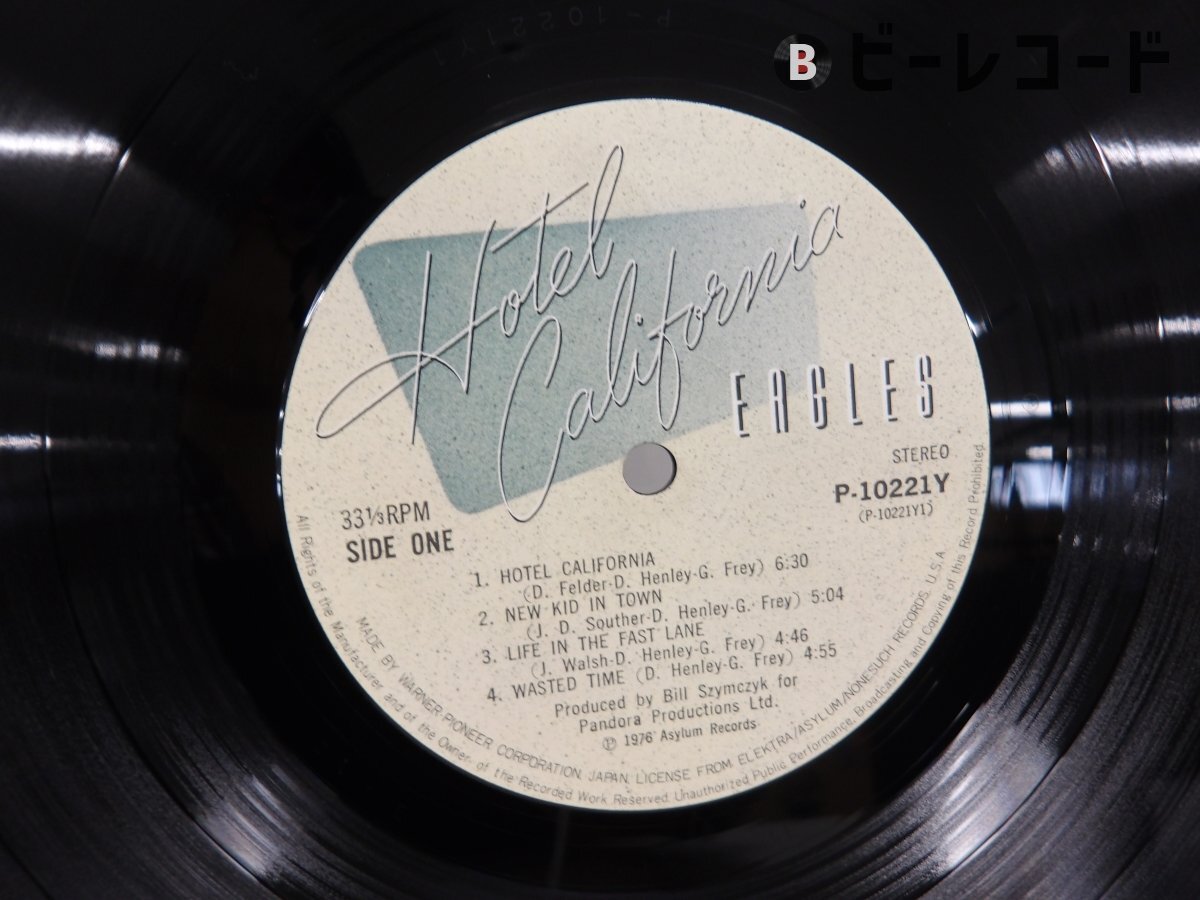 P-10221Y1
B ビーレコード
Hotel
California
EAGLES
STEREO
P-10221Y
(P-10221Y1)
33⅓RPM
SIDE ONE
1. HOTEL CALIFORNIA
(D. Felder-D. Henley-G. Frey) 6:30
2. NEW KID IN TOWN
(J. D. Souther-D. Henley-G. Frey) 5:04
3. LIFE IN THE FAST LANE
(J. Walsh-D. Henley-G. Frey) 4:46
4. WASTED TIME (D. Henley-G. Frey) 4:55
Produced by Bill Szymczyk for
Pandora Productions Ltd.
℗ 1976 Asylum Records
MADE BY WARNER-PIONEER CORPORATION, JAPAN, LICENSE FROM ELEKTRA/ASYLUM/NONESUCH RECORDS, U.S.A.
All Rights of the Manufacturer and of the Owner of the Recorded Work Reserved. Unauthorized Public Performance, Broadcasting and Copying of this Record Prohibited.